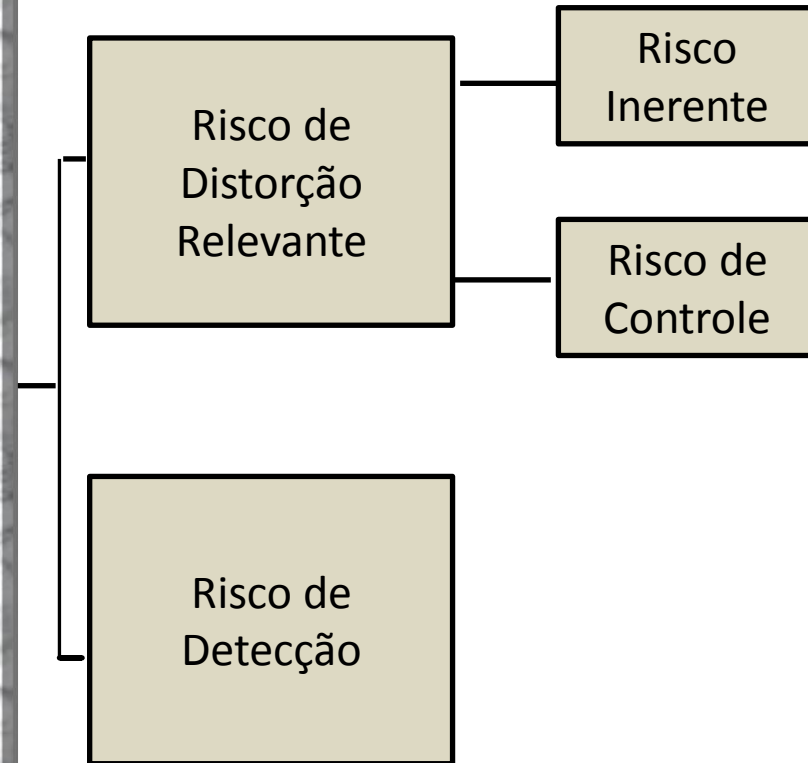 Risco
Inerente
Risco de
Distorção
Relevante
Risco de
Controle
Risco de
Detecção